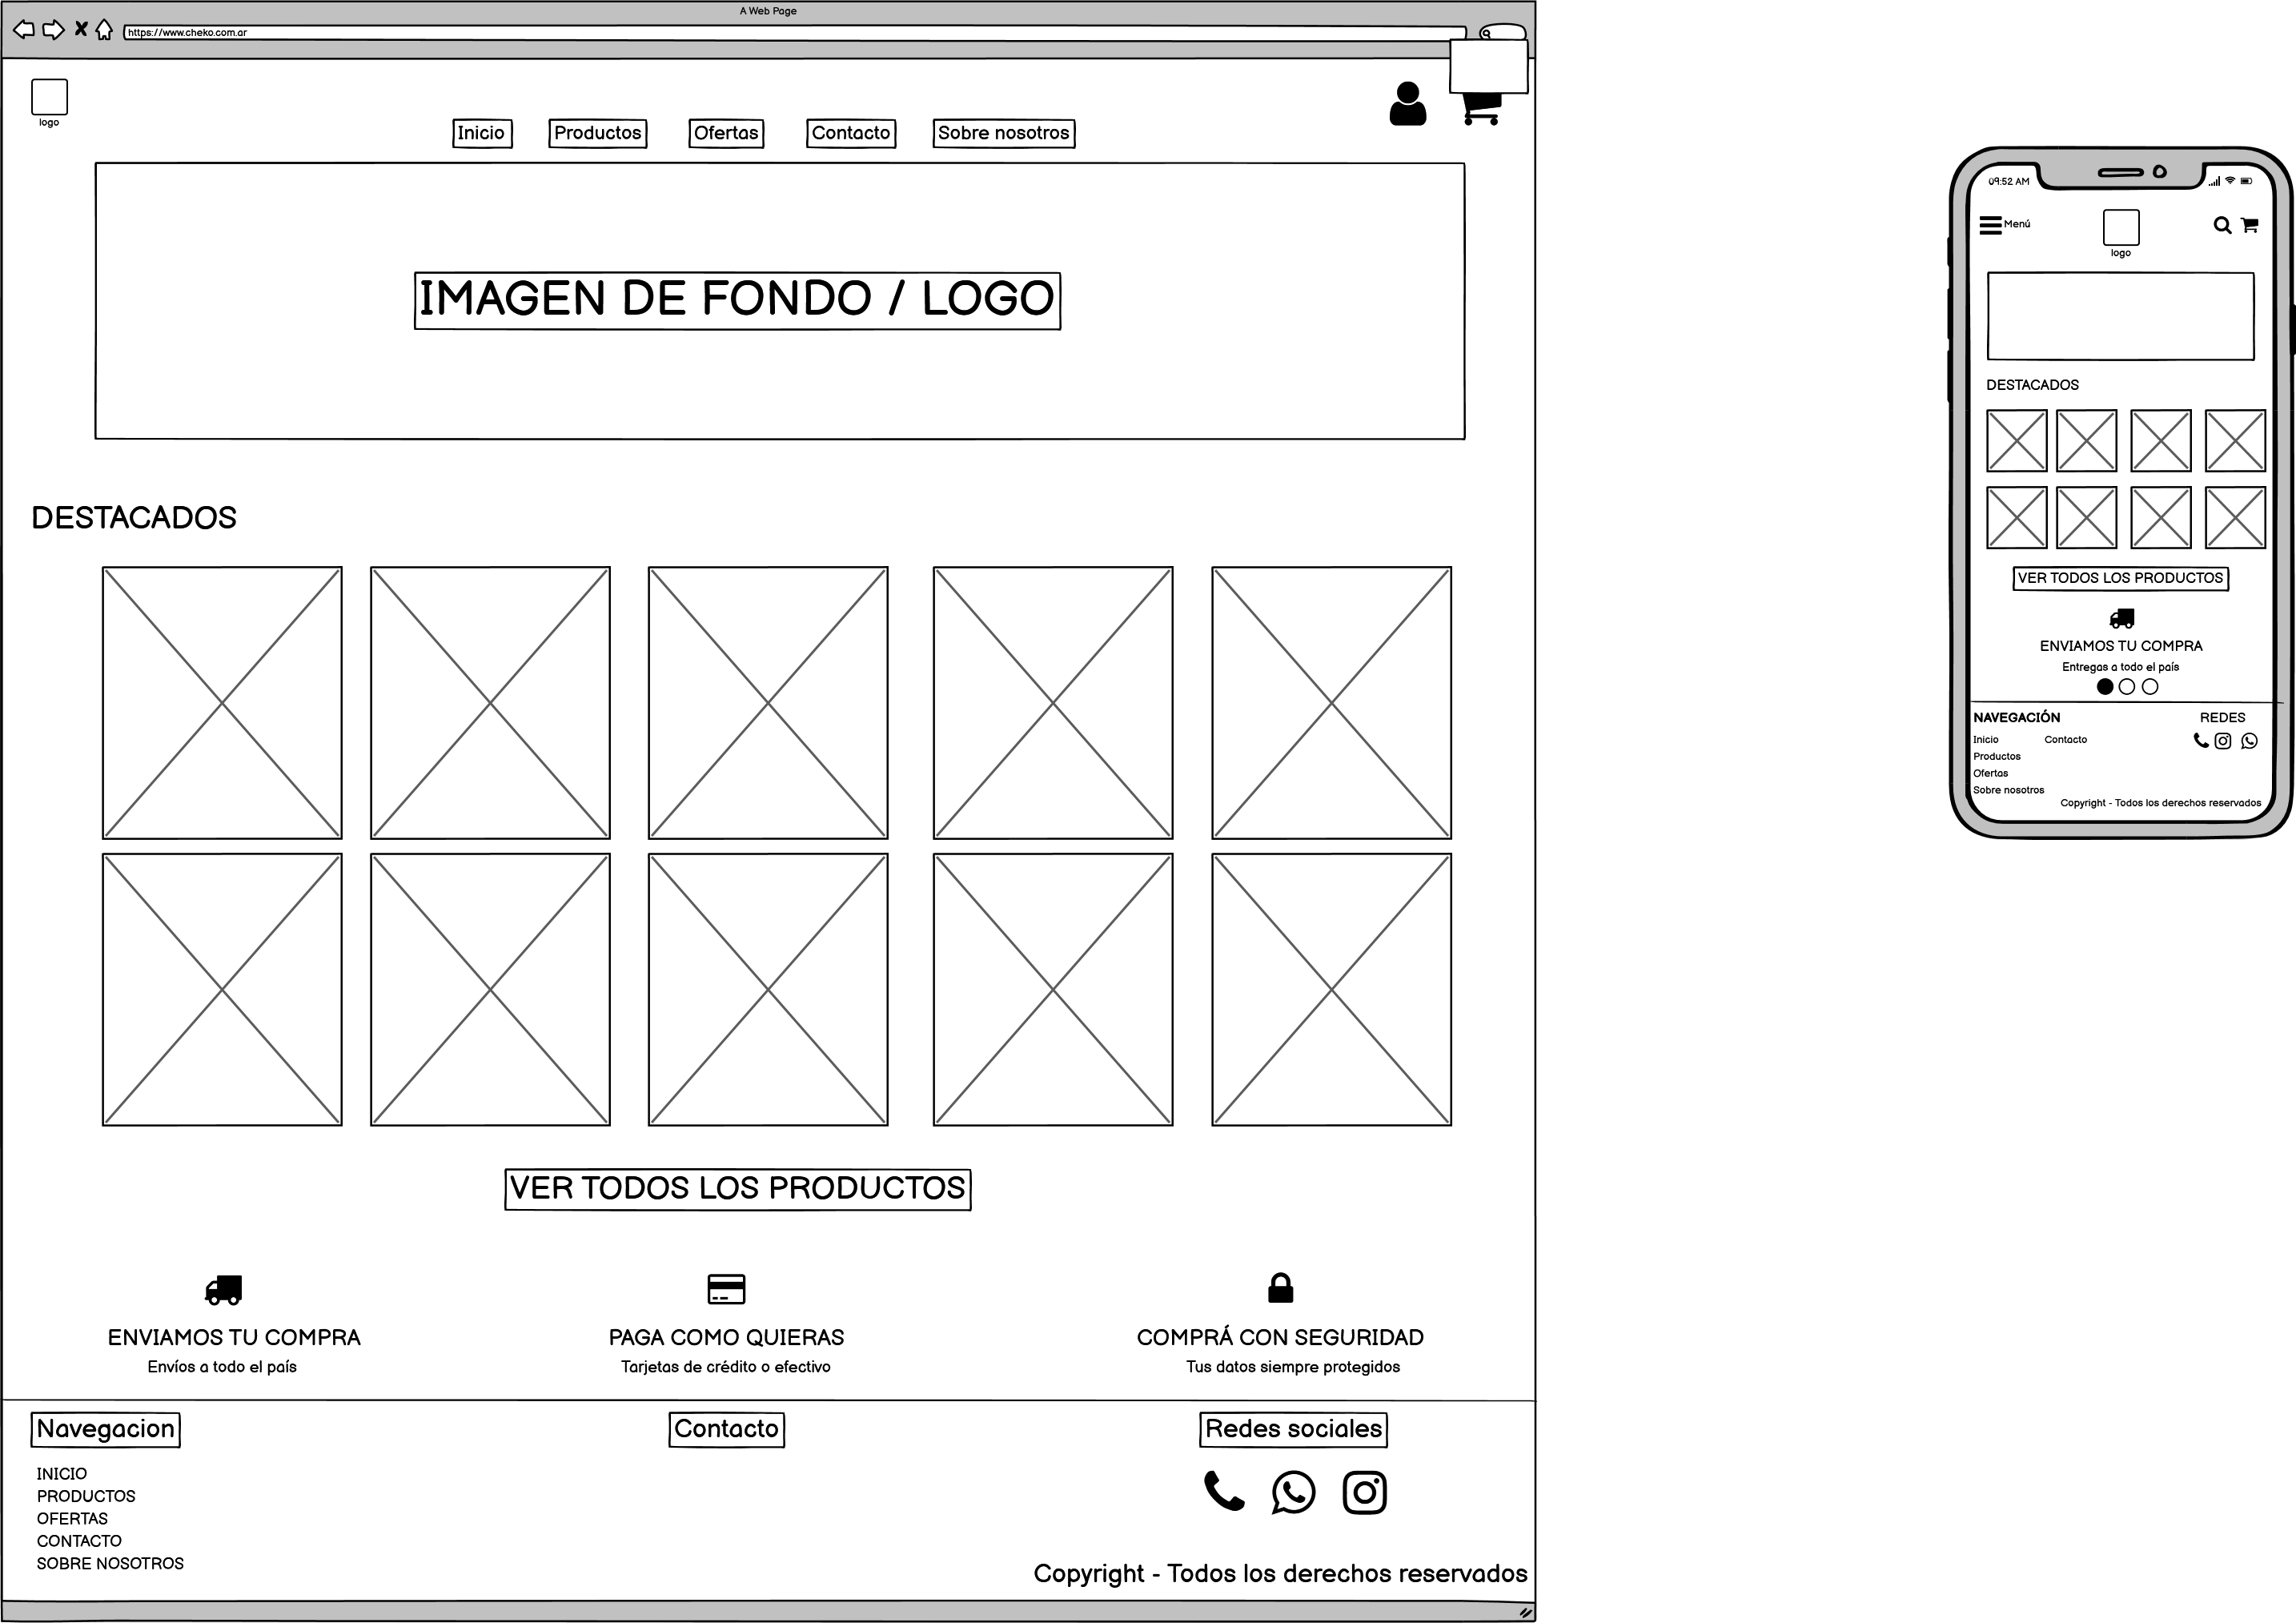 A Web Page
https://www.cheko.com.ar
logo
Inicio
Productos
Ofertas
Contacto
Sobre nosotros
IMAGEN DE FONDO / LOGO
DESTACADOS
VER TODOS LOS PRODUCTOS
ENVIAMOS TU COMPRA
Envíos a todo el país
PAGA COMO QUIERAS
Tarjetas de crédito o efectivo
COMPRÁ CON SEGURIDAD
Tus datos siempre protegidos
Navegacion
INICIO
PRODUCTOS
OFERTAS
CONTACTO
SOBRE NOSOTROS
Contacto
Redes sociales
Copyright - Todos los derechos reservados
09:52 AM
Menú
logo
DESTACADOS
VER TODOS LOS PRODUCTOS
ENVIAMOS TU COMPRA
Entregas a todo el país
NAVEGACIÓN
Inicio
Productos
Ofertas
Sobre nosotros
Contacto
REDES
Copyright - Todos los derechos reservados